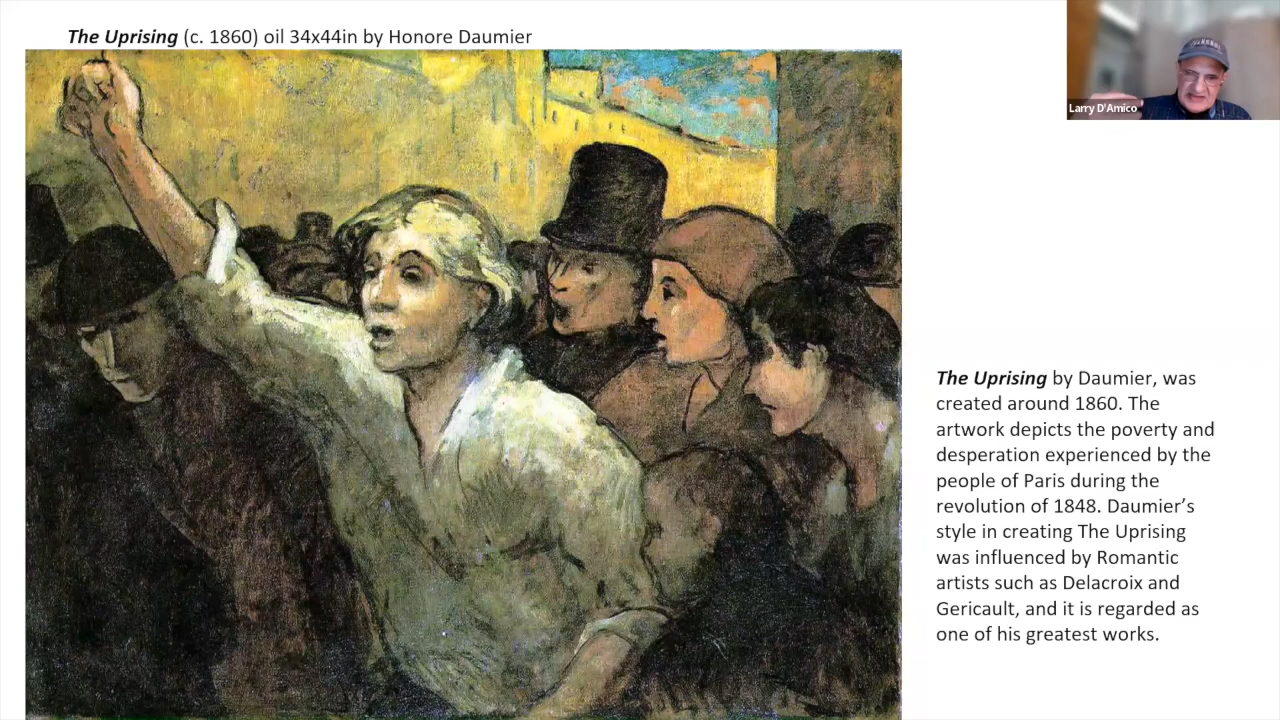 The Uprising (c. 1860) oil 34x44in by Honore Daumier
Larry D'Amico
The Uprising by Daumier, was
created around 1860. The
artwork depicts the poverty and
desperation experienced by the
people of Paris during the
revolution of 1848. Daumier’s
style in creating The Uprising
was influenced by Romantic
artists such as Delacroix and
Gericault, and it is regarded as
one of his greatest works.